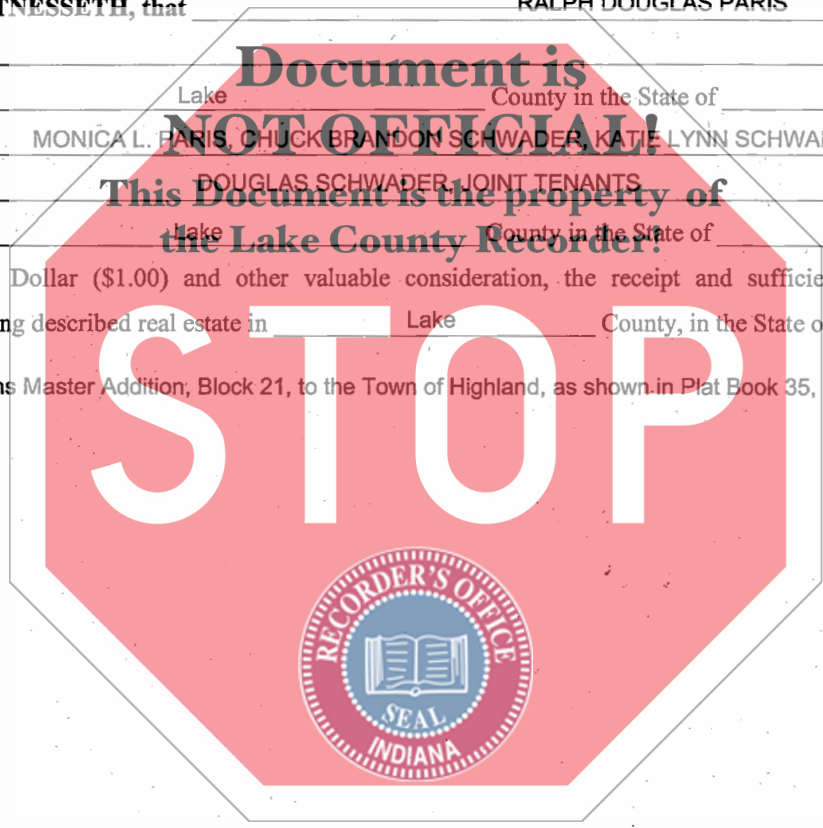 TNESSETH, that RALPH DOUGLAS PARIS
Document is
Lake County in the State of
NOT OFFICIAL!
MONICA L. PARIS, CHUCK BRANDON SCHWADER, KATIE LYNN SCHWA
DOUGLAS SCHWADER, JOINT TENANTS
This Document is the property of
Lake County in the State of
the Lake County Recorder!
Dollar ($1.00) and other valuable consideration, the receipt and sufficie
ng described real estate in Lake County, in the State o
ns Master Addition, Block 21, to the Town of Highland, as shown in Plat Book 35,
STOP
RECORDER'S OFFICE
SEAL
INDIANA